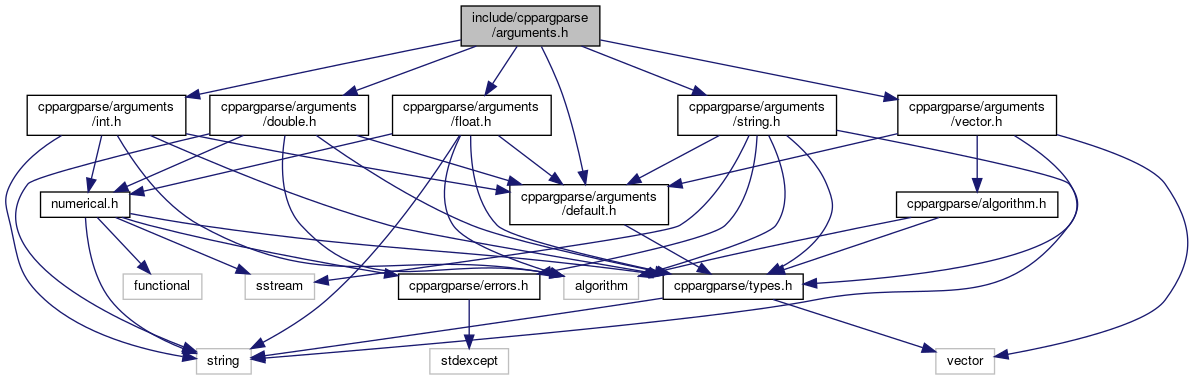 include/cppargparse
/arguments.h
cppargparse/arguments
/int.h
cppargparse/arguments
/double.h
cppargparse/arguments
/float.h
cppargparse/arguments
/string.h
cppargparse/arguments
/vector.h
numerical.h
cppargparse/arguments
/default.h
cppargparse/algorithm.h
functional
sstream
cppargparse/errors.h
algorithm
cppargparse/types.h
string
stdexcept
vector